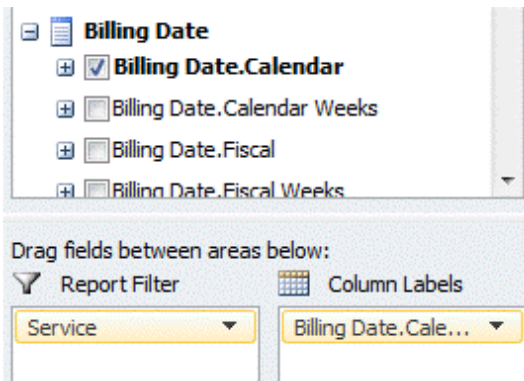 Billing Date
Billing Date.Calendar
Billing Date.Calendar Weeks
Billing Date.Fiscal
Billing Date.Fiscal Weeks
Drag fields between areas below:
Report Filter Column Labels
Service Billing Date.Cale...